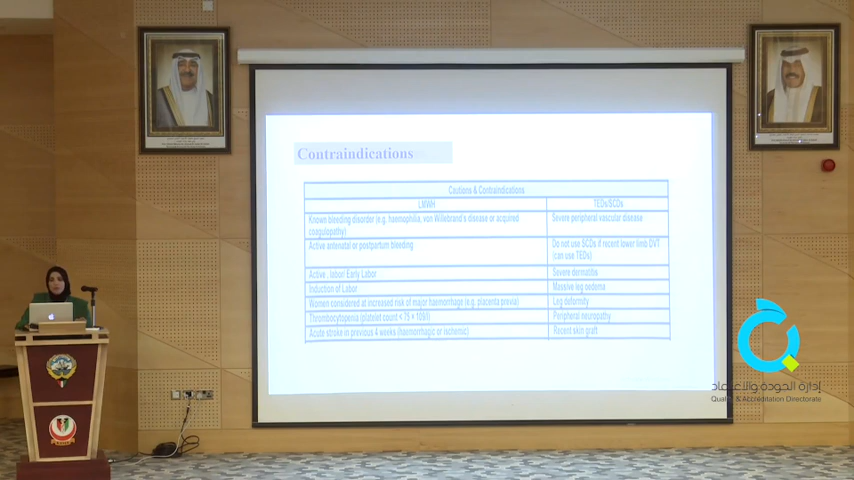 Contraindications
Cautions & Contraindications
LMWH
TEDs/SCDs
Known bleeding disorder (e.g. haemophilia, von Willebrand's disease or acquired
coagulopathy)
Severe peripheral vascular disease
Active antenatal or postpartum bleeding
Do not use SCDs if recent lower limb DVT
(can use TEDs)
Active . labor/ Early Labor
Severe dermatitis
Induction of Labor
Massive leg oedema
Women considered at increased risk of major haemorrhage (e.g. placenta previa)
Leg deformity
Thrombocytopenia (platelet count < 75 × 109/l)
Peripheral neuropathy
Acute stroke in previous 4 weeks (haemorrhagic or ischemic)
Recent skin graft
إدارة الجودة والاعتماد
Quality & Accreditation Directorate